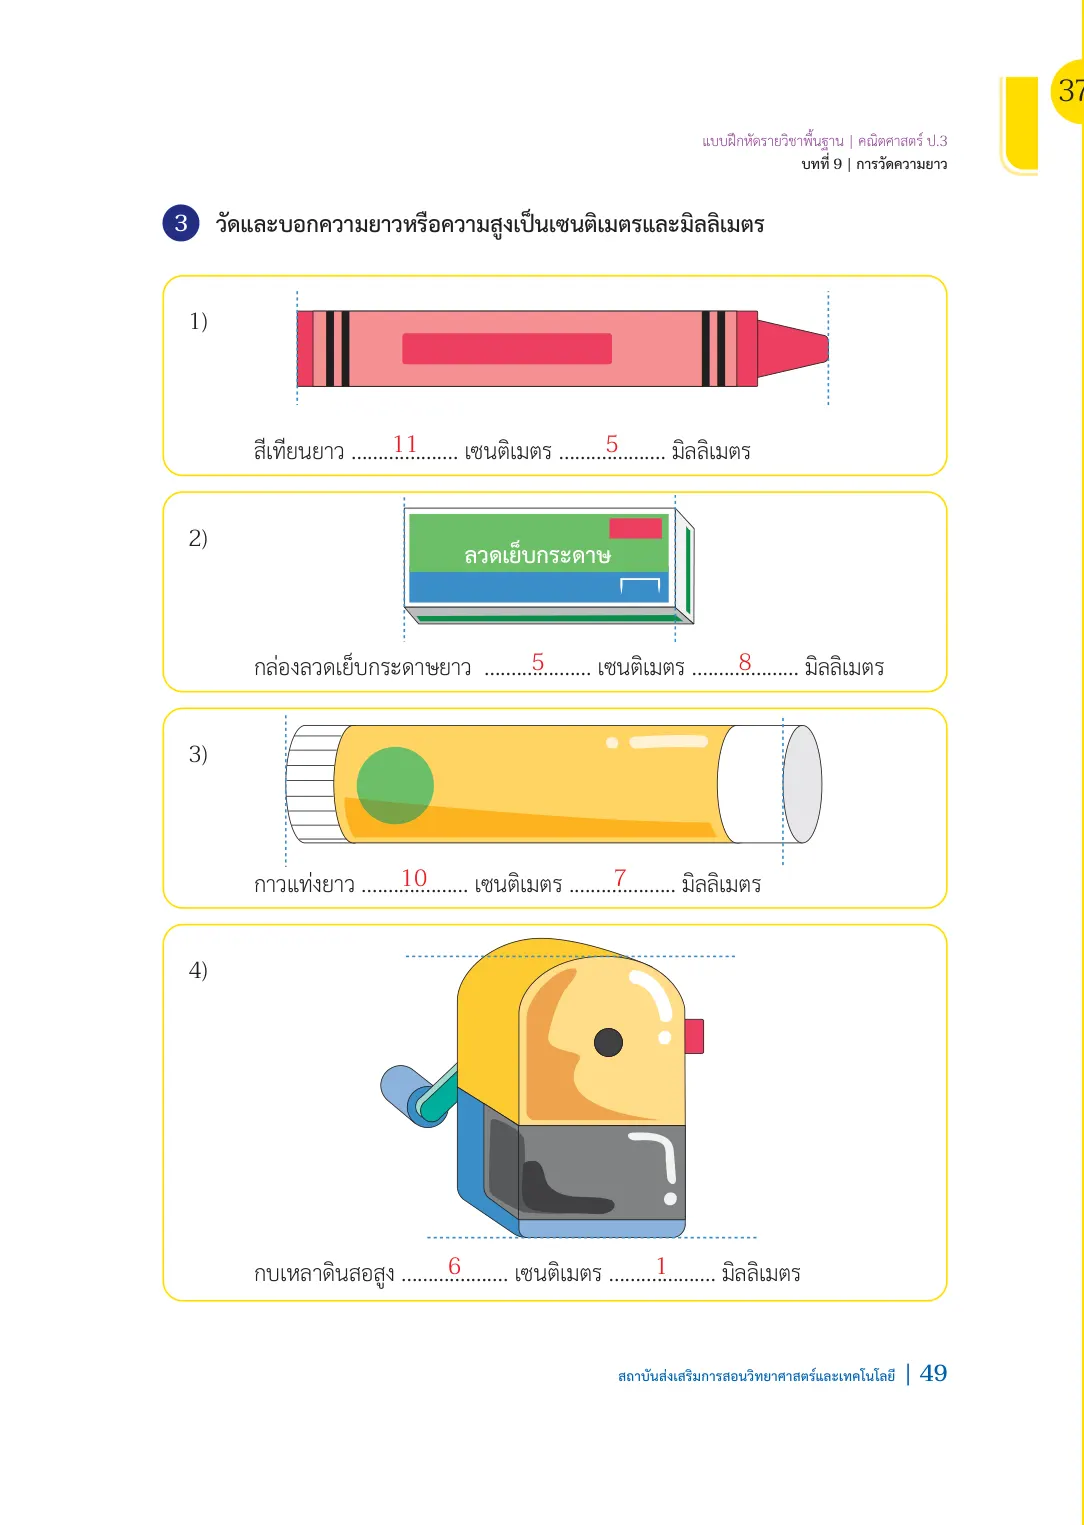 37
แบบฝึกหัดรายวิชาพื้นฐาน | คณิตศาสตร์ ป.3
บทที่ 9 | การวัดความยาว
3 วัดและบอกความยาวหรือความสูงเป็นเซนติเมตรและมิลลิเมตร
1)
สีเทียนยาว ....................11 เซนติเมตร ....................5 มิลลิเมตร
2)
ลวดเย็บกระดาษ
กล่องลวดเย็บกระดาษยาว ....................5 เซนติเมตร ....................8 มิลลิเมตร
3)
กาวแท่งยาว ....................10 เซนติเมตร ....................7 มิลลิเมตร
4)
กบเหลาดินสอสูง ....................6 เซนติเมตร ....................1 มิลลิเมตร
สถาบันส่งเสริมการสอนวิทยาศาสตร์และเทคโนโลยี | 49